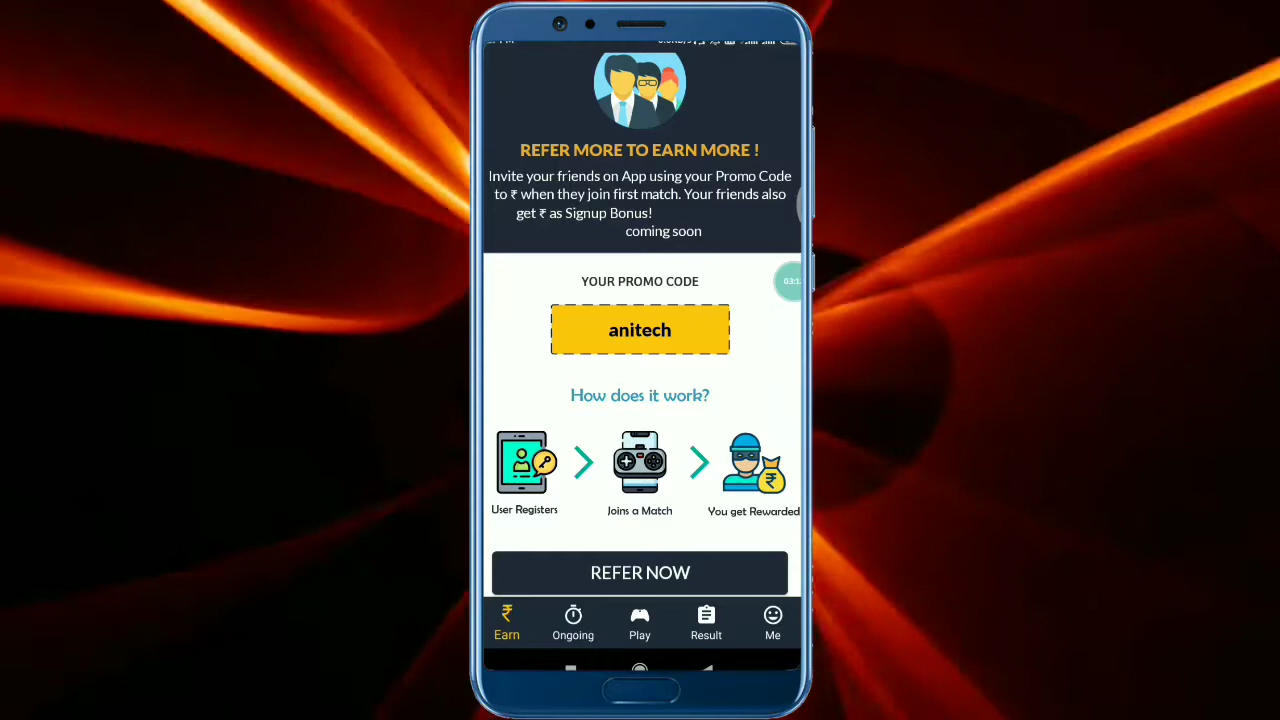 REFER MORE TO EARN MORE !
Invite your friends on App using your Promo Code
to ₹ when they join first match. Your friends also
get ₹ as Signup Bonus!
coming soon
YOUR PROMO CODE
anitech
How does it work?
User Registers
Joins a Match
You get Rewarded
REFER NOW
Earn
Ongoing
Play
Result
Me